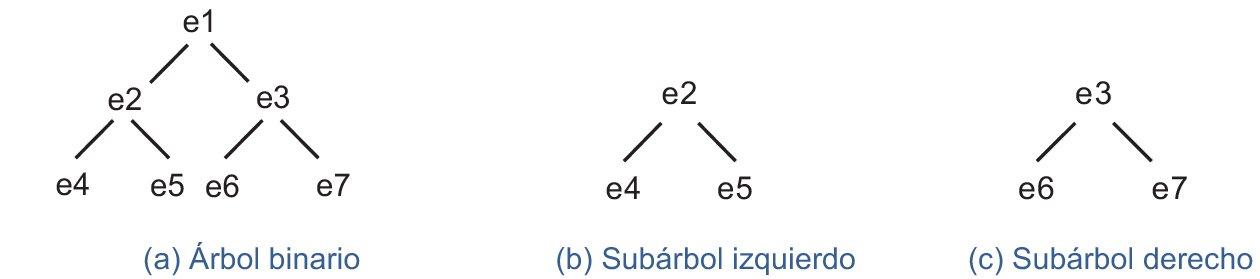 e1
e2 e3
e4 e5 e6 e7
(a) Árbol binario
e2
e4 e5
(b) Subárbol izquierdo
e3
e6 e7
(c) Subárbol derecho